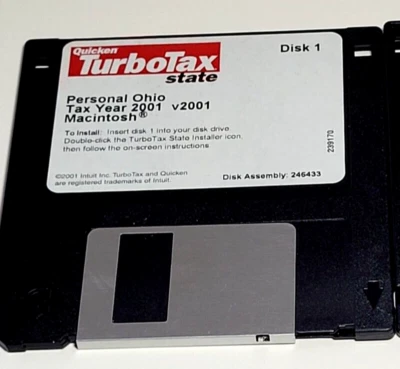 Quicken
TurboTax
state
Disk 1
Personal Ohio
Tax Year 2001 v2001
Macintosh®
To Install: Insert disk 1 into your disk drive.
Double-click the TurboTax State Installer icon,
then follow the on-screen instructions.
239170
©2001 Intuit Inc. TurboTax and Quicken
are registered trademarks of Intuit.
Disk Assembly: 246433